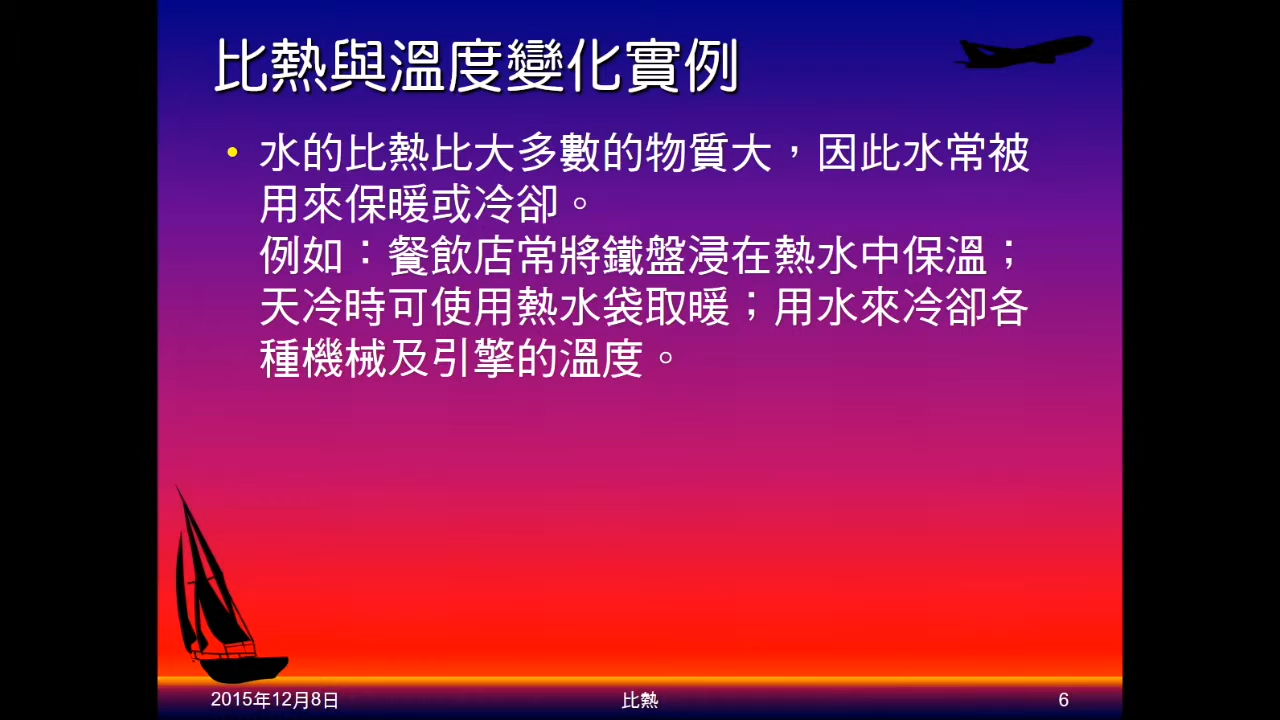 比熱與溫度變化實例
• 水的比熱比大多數的物質大，因此水常被
用來保暖或冷卻。
例如：餐飲店常將鐵盤浸在熱水中保溫；
天冷時可使用熱水袋取暖；用水來冷卻各
種機械及引擎的溫度。
2015年12月8日
比熱
6